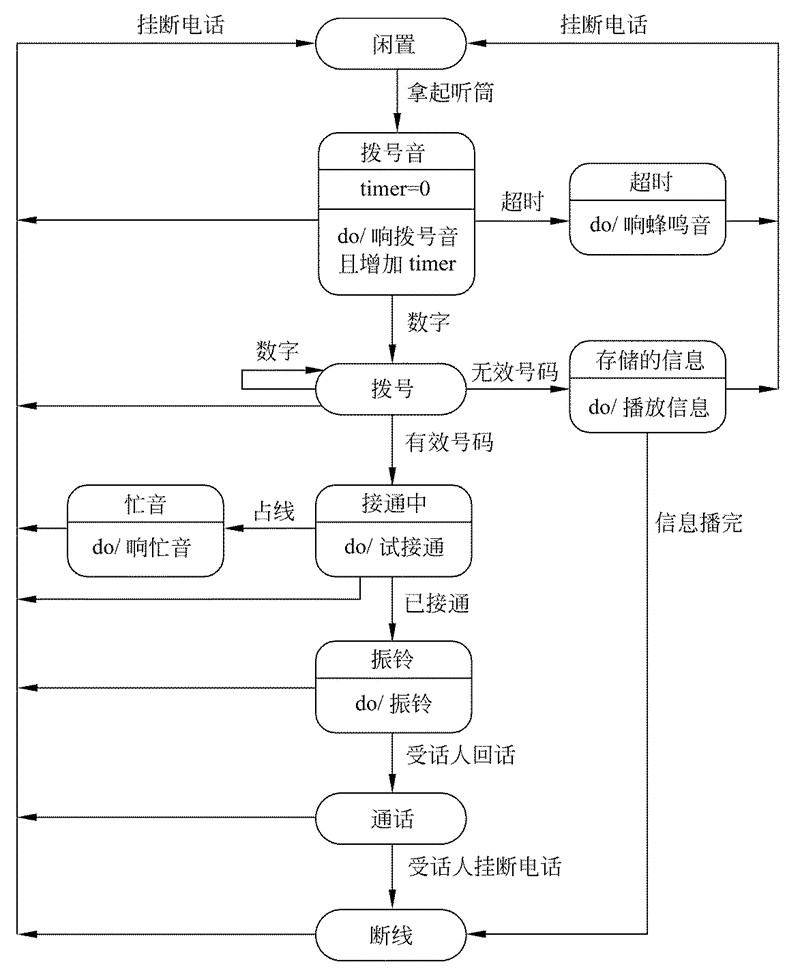 挂断电话
挂断电话
闲置
拿起听筒
拨号音
timer=0
do/ 响拨号音
且增加 timer
超时
超时
do/ 响蜂鸣音
数字
数字
拨号
无效号码
存储的信息
do/ 播放信息
有效号码
忙音
do/ 响忙音
占线
接通中
do/ 试接通
信息播完
已接通
振铃
do/ 振铃
受话人回话
通话
受话人挂断电话
断线